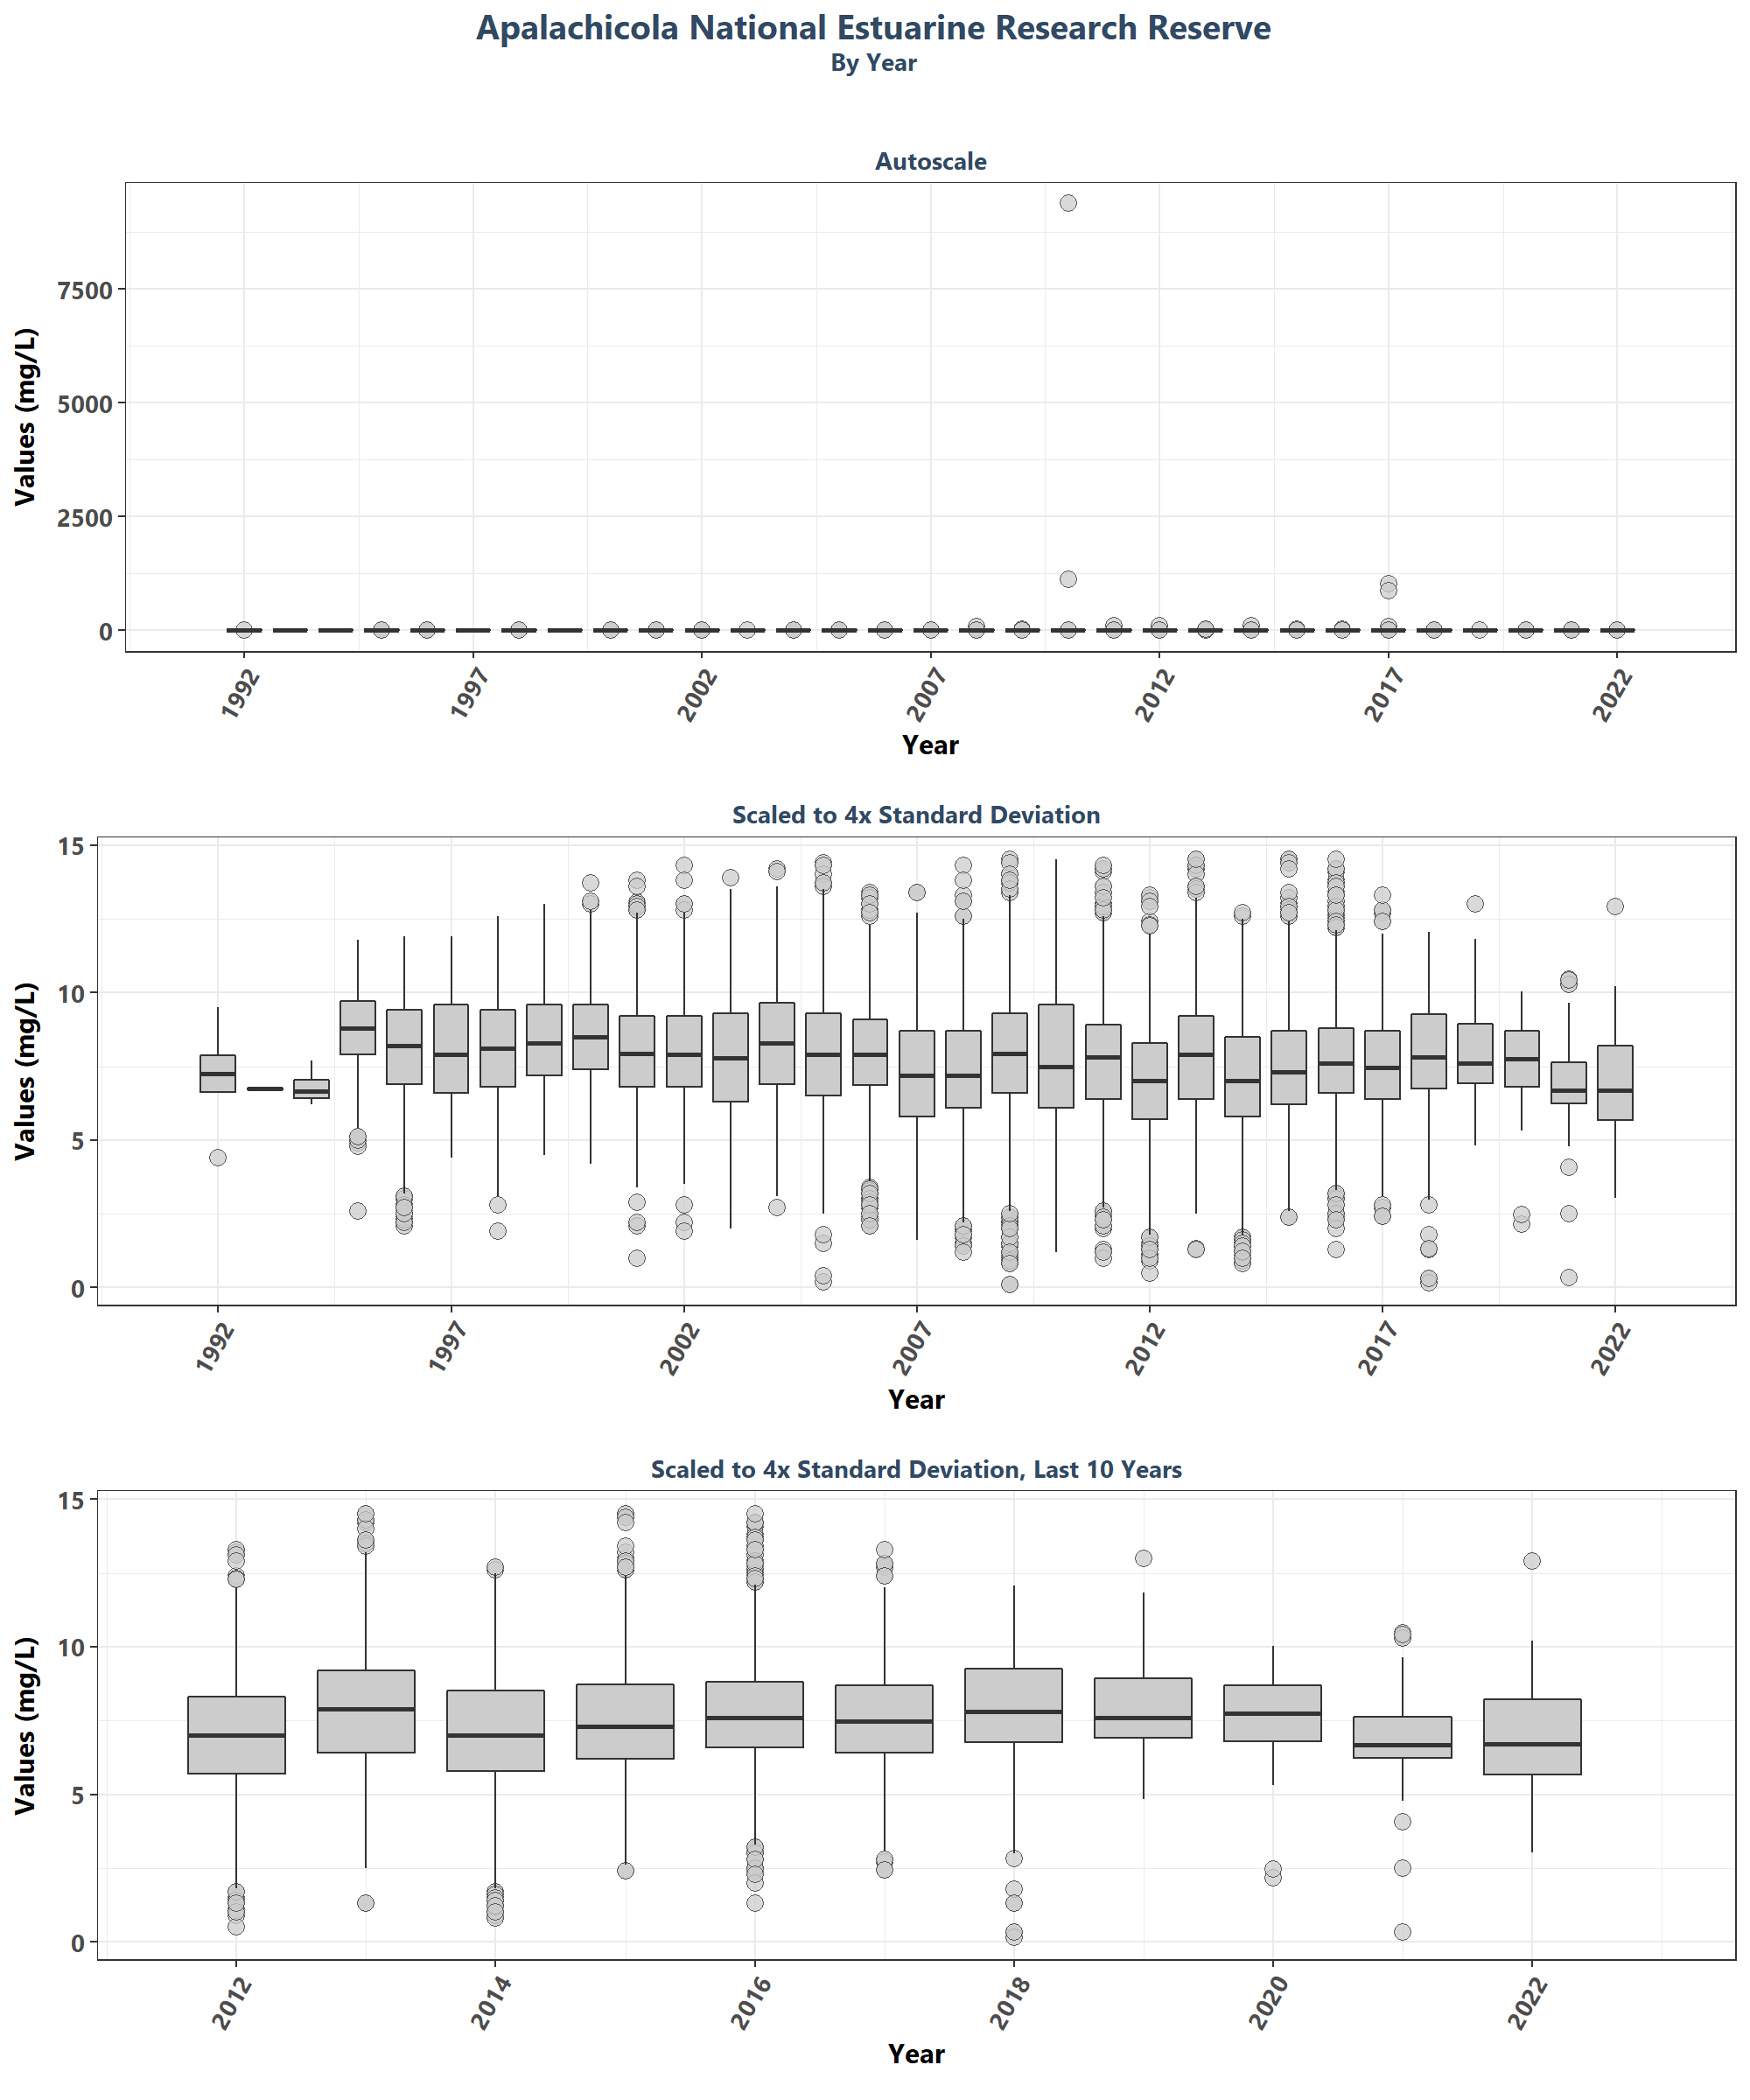 Apalachicola National Estuarine Research Reserve
By Year
Autoscale
Values (mg/L)
7500
5000
2500
0
1992 1997 2002 2007 2012 2017 2022
Year
Scaled to 4x Standard Deviation
Values (mg/L)
15
10
5
0
1992 1997 2002 2007 2012 2017 2022
Year
Scaled to 4x Standard Deviation, Last 10 Years
Values (mg/L)
15
10
5
0
2012 2014 2016 2018 2020 2022
Year